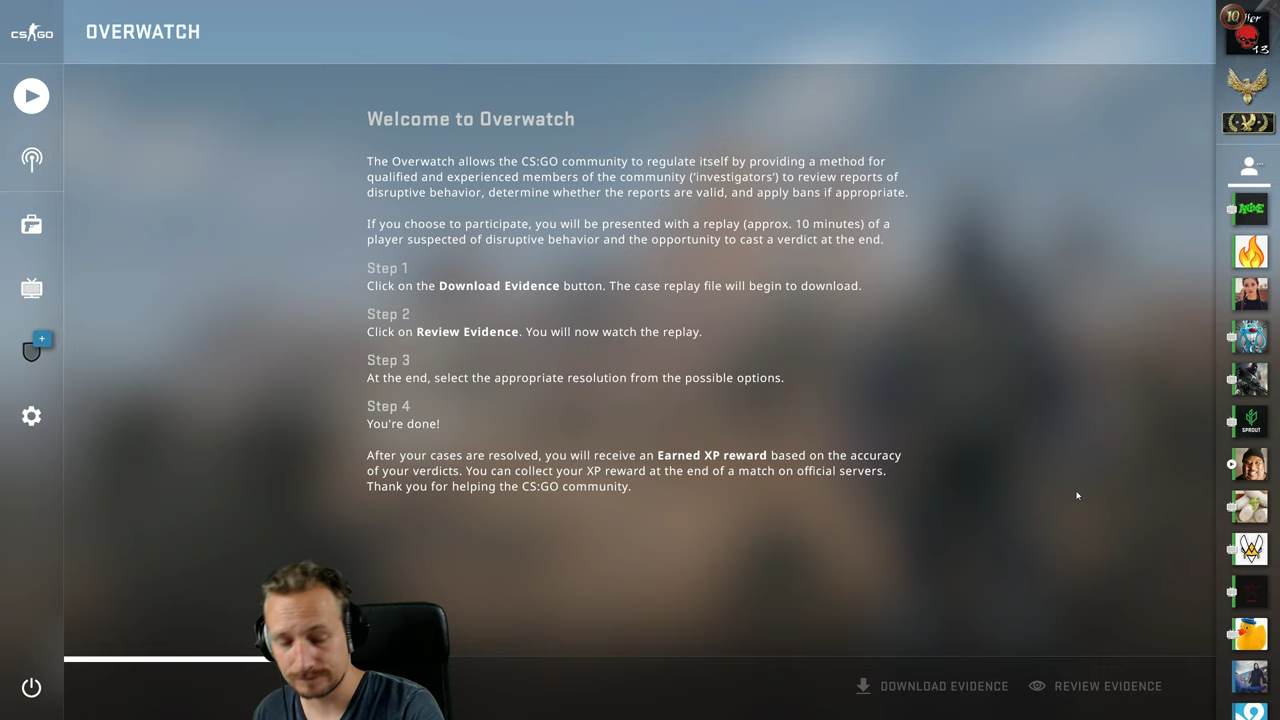 CS GO
OVERWATCH
10
13
Welcome to Overwatch
The Overwatch allows the CS:GO community to regulate itself by providing a method for
qualified and experienced members of the community ('investigators') to review reports of
disruptive behavior, determine whether the reports are valid, and apply bans if appropriate.
If you choose to participate, you will be presented with a replay (approx. 10 minutes) of a
player suspected of disruptive behavior and the opportunity to cast a verdict at the end.
Step 1
Click on the Download Evidence button. The case replay file will begin to download.
Step 2
Click on Review Evidence. You will now watch the replay.
Step 3
At the end, select the appropriate resolution from the possible options.
Step 4
You're done!
After your cases are resolved, you will receive an Earned XP reward based on the accuracy
of your verdicts. You can collect your XP reward at the end of a match on official servers.
Thank you for helping the CS:GO community.
ANIME
SPROUT
DOWNLOAD EVIDENCE
REVIEW EVIDENCE